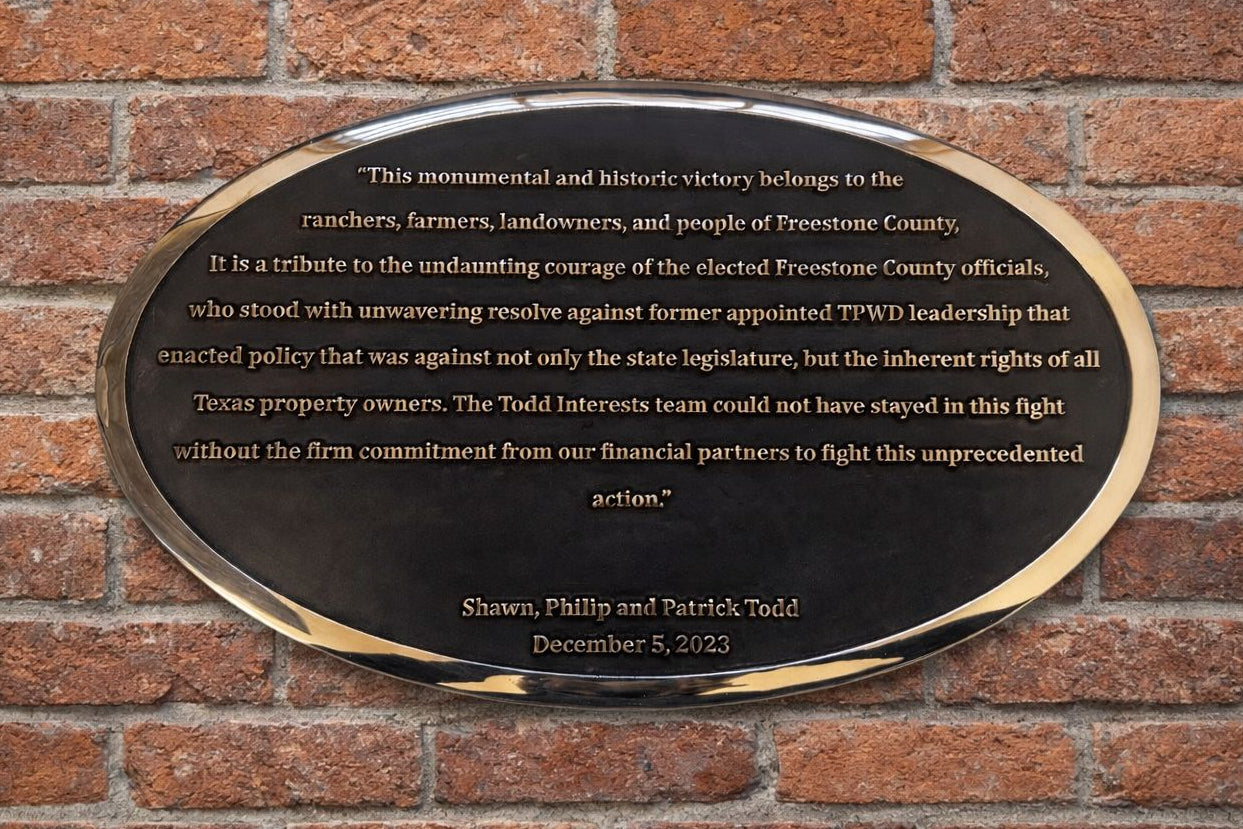 “This monumental and historic victory belongs to the
ranchers, farmers, landowners, and people of Freestone County,
It is a tribute to the undaunting courage of the elected Freestone County officials,
who stood with unwavering resolve against former appointed TPWD leadership that
enacted policy that was against not only the state legislature, but the inherent rights of all
Texas property owners. The Todd Interests team could not have stayed in this fight
without the firm commitment from our financial partners to fight this unprecedented
action.”
Shawn, Philip and Patrick Todd
December 5, 2023